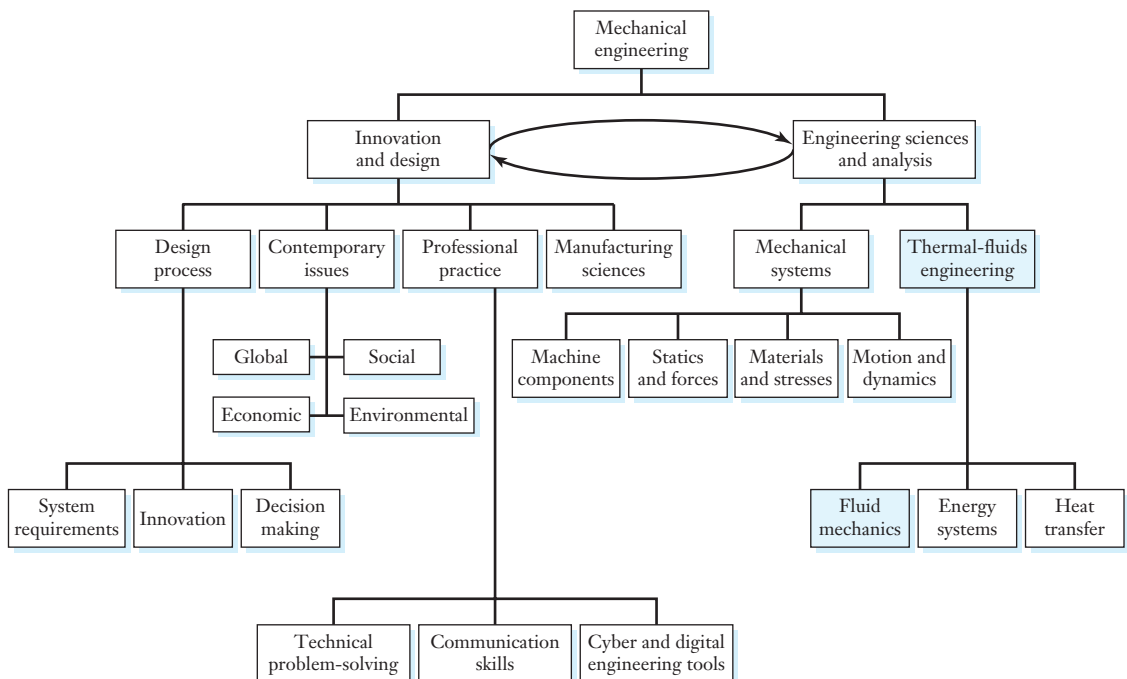 Mechanical
engineering
Innovation
and design
Engineering sciences
and analysis
Design
process
Contemporary
issues
Professional
practice
Manufacturing
sciences
Mechanical
systems
Thermal-fluids
engineering
Global
Social
Economic
Environmental
Machine
components
Statics
and forces
Materials
and stresses
Motion and
dynamics
System
requirements
Innovation
Decision
making
Fluid
mechanics
Energy
systems
Heat
transfer
Technical
problem-solving
Communication
skills
Cyber and digital
engineering tools